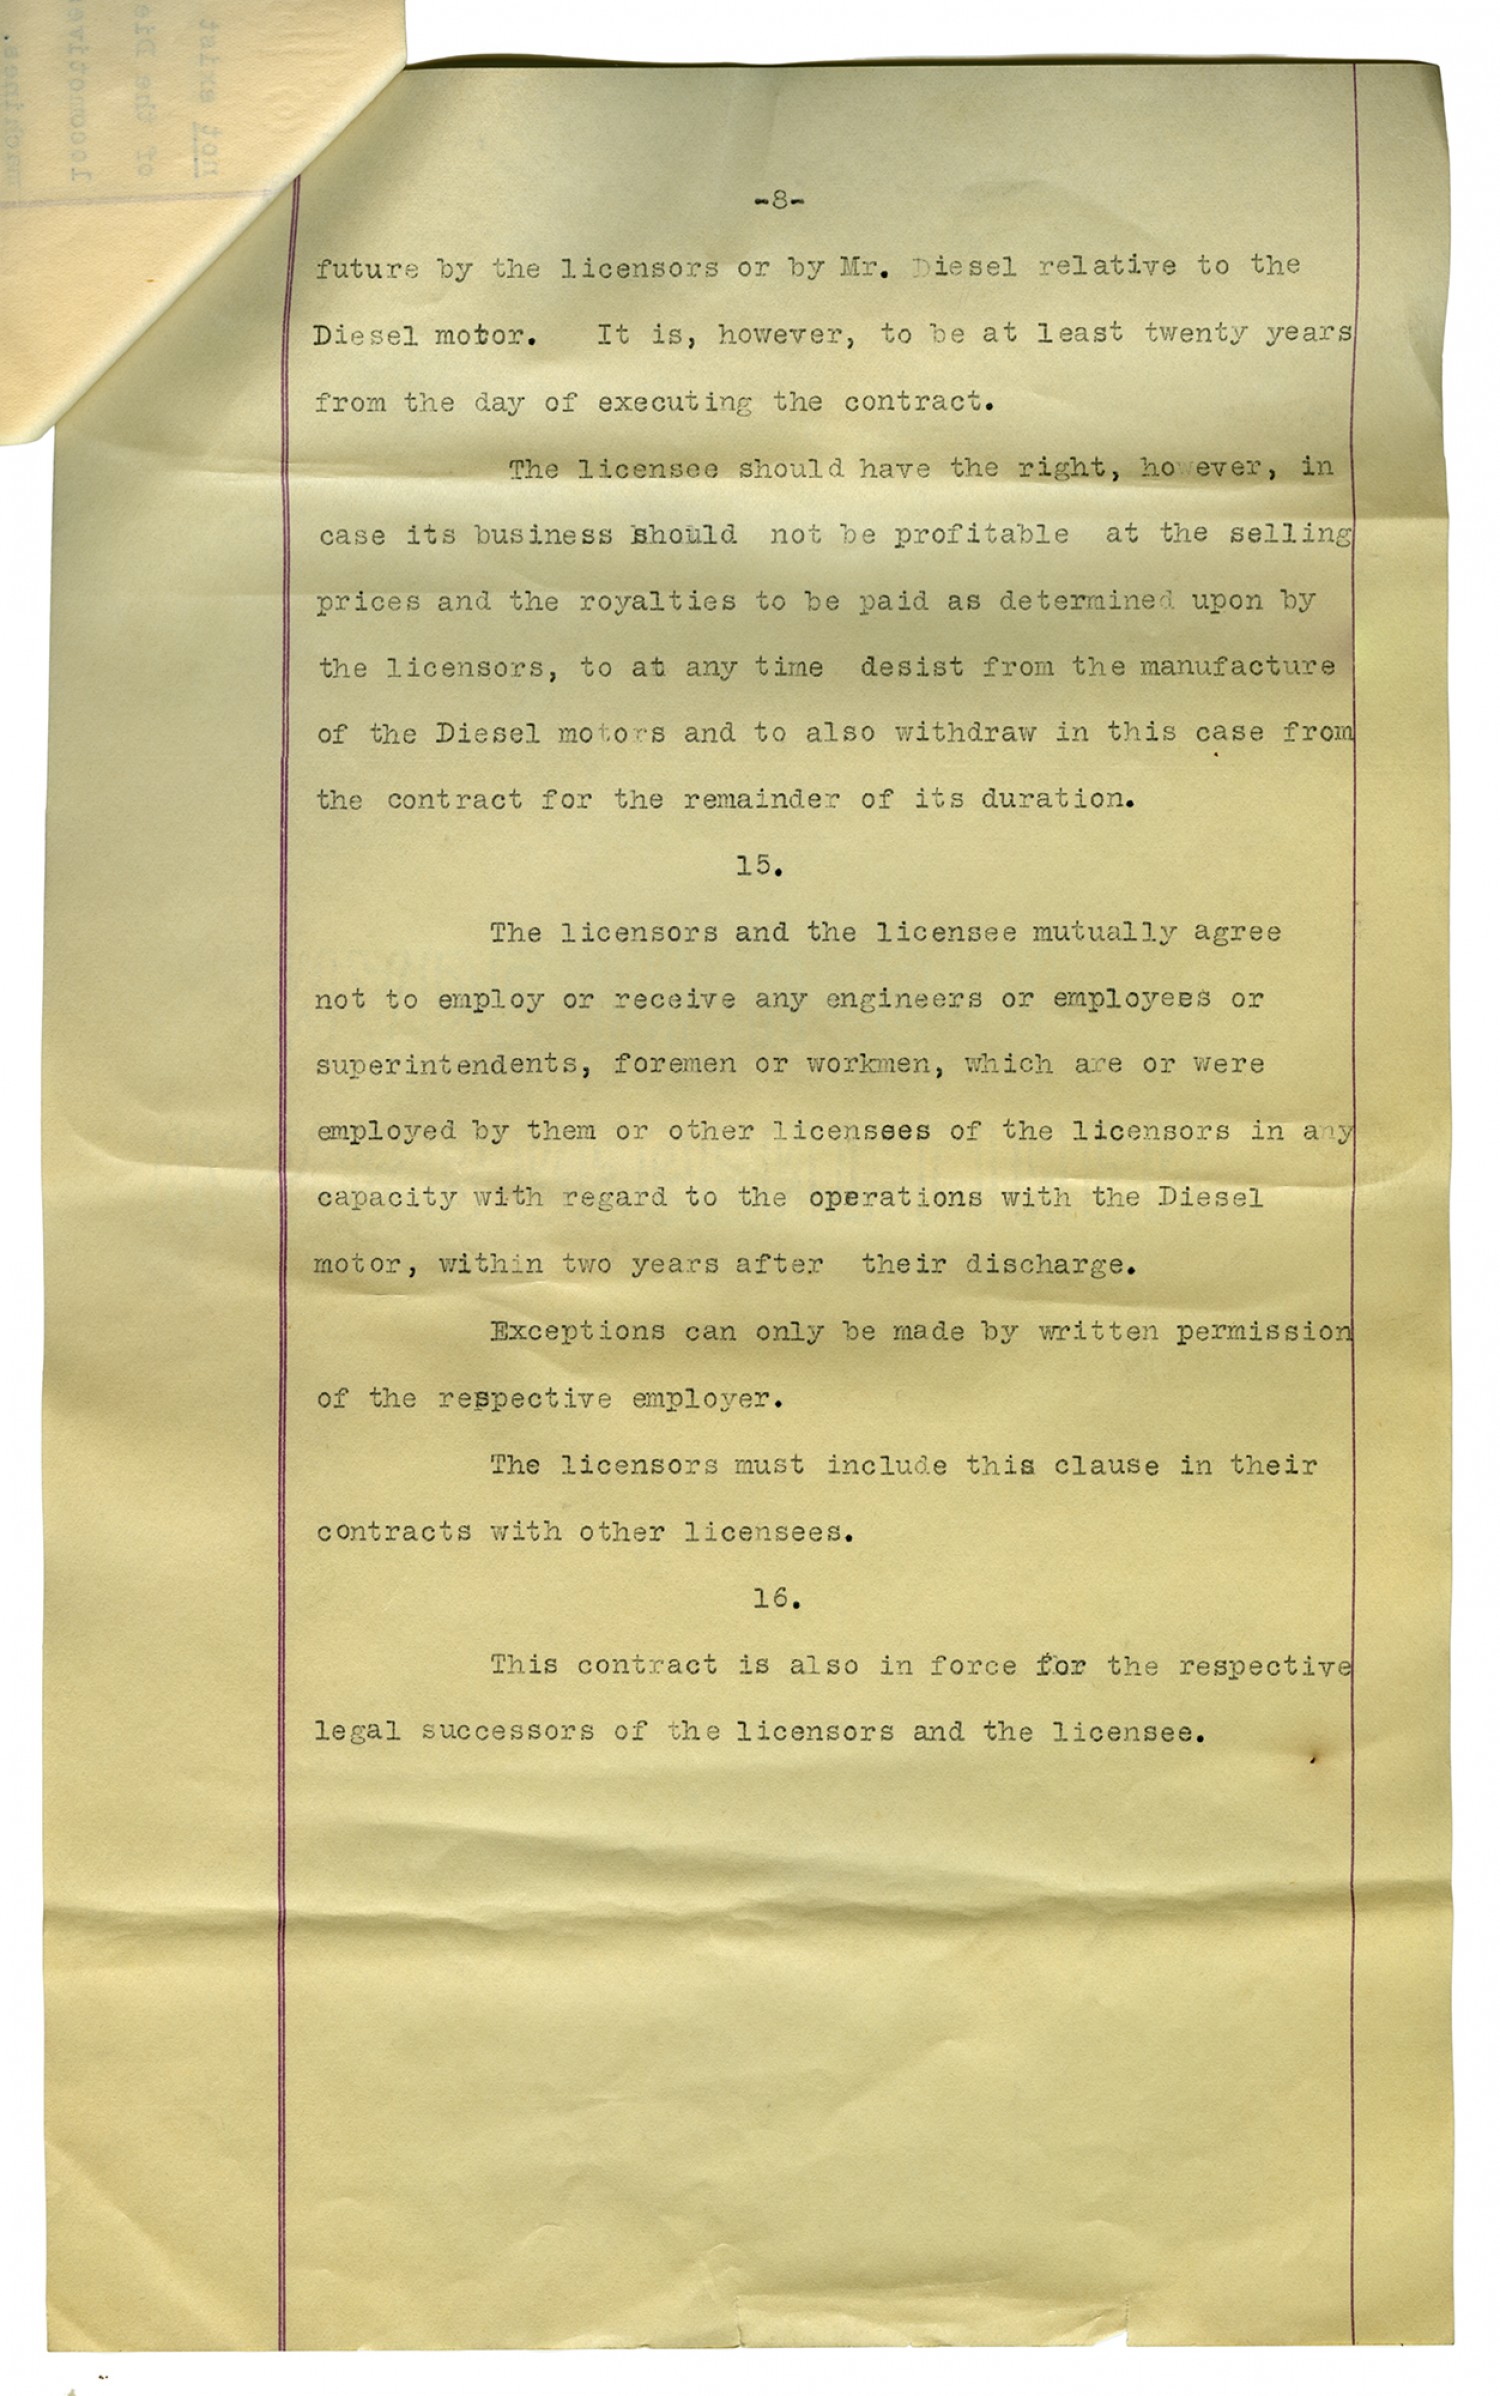 not exist
of the Die
locomotive
machines.
-8-
future by the licensors or by Mr. Diesel relative to the
Diesel motor. It is, however, to be at least twenty years
from the day of executing the contract.
The licensee should have the right, however, in
case its business should not be profitable at the selling
prices and the royalties to be paid as determined upon by
the licensors, to at any time desist from the manufacture
of the Diesel motors and to also withdraw in this case from
the contract for the remainder of its duration.
15.
The licensors and the licensee mutually agree
not to employ or receive any engineers or employees or
superintendents, foremen or workmen, which are or were
employed by them or other licensees of the licensors in any
capacity with regard to the operations with the Diesel
motor, within two years after their discharge.
Exceptions can only be made by written permission
of the respective employer.
The licensors must include this clause in their
contracts with other licensees.
16.
This contract is also in force for the respective
legal successors of the licensors and the licensee.